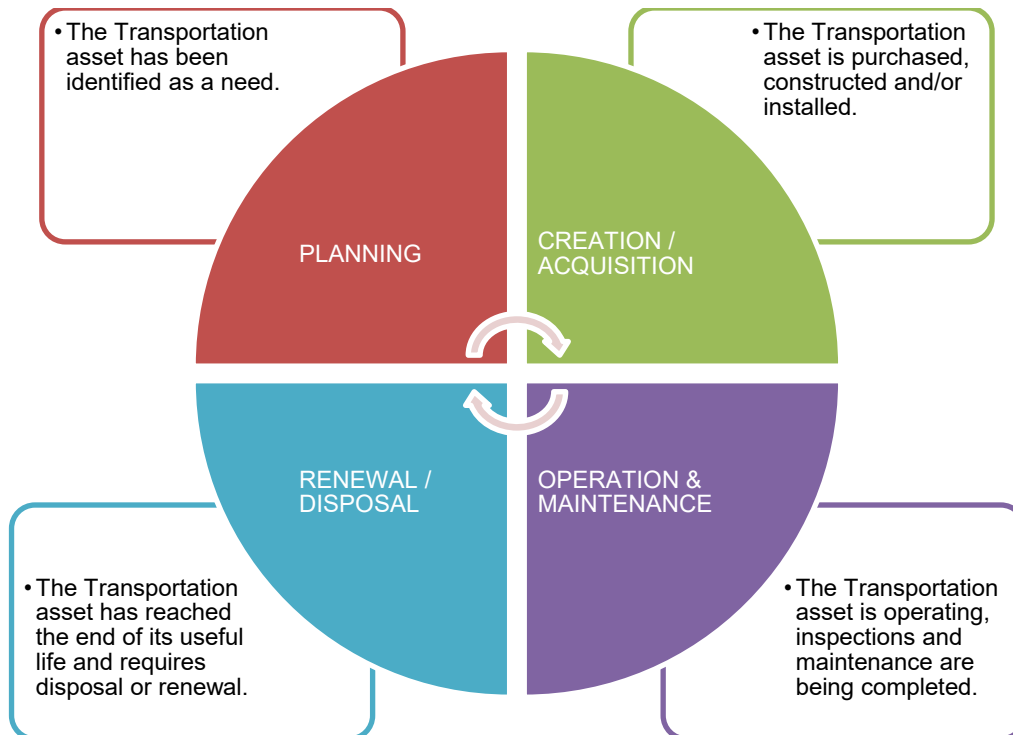 • The Transportation
asset has been
identified as a need.
• The Transportation
asset is purchased,
constructed and/or
installed.
PLANNING
CREATION /
ACQUISITION
RENEWAL /
DISPOSAL
OPERATION &
MAINTENANCE
• The Transportation
asset has reached
the end of its useful
life and requires
disposal or renewal.
• The Transportation
asset is operating,
inspections and
maintenance are
being completed.